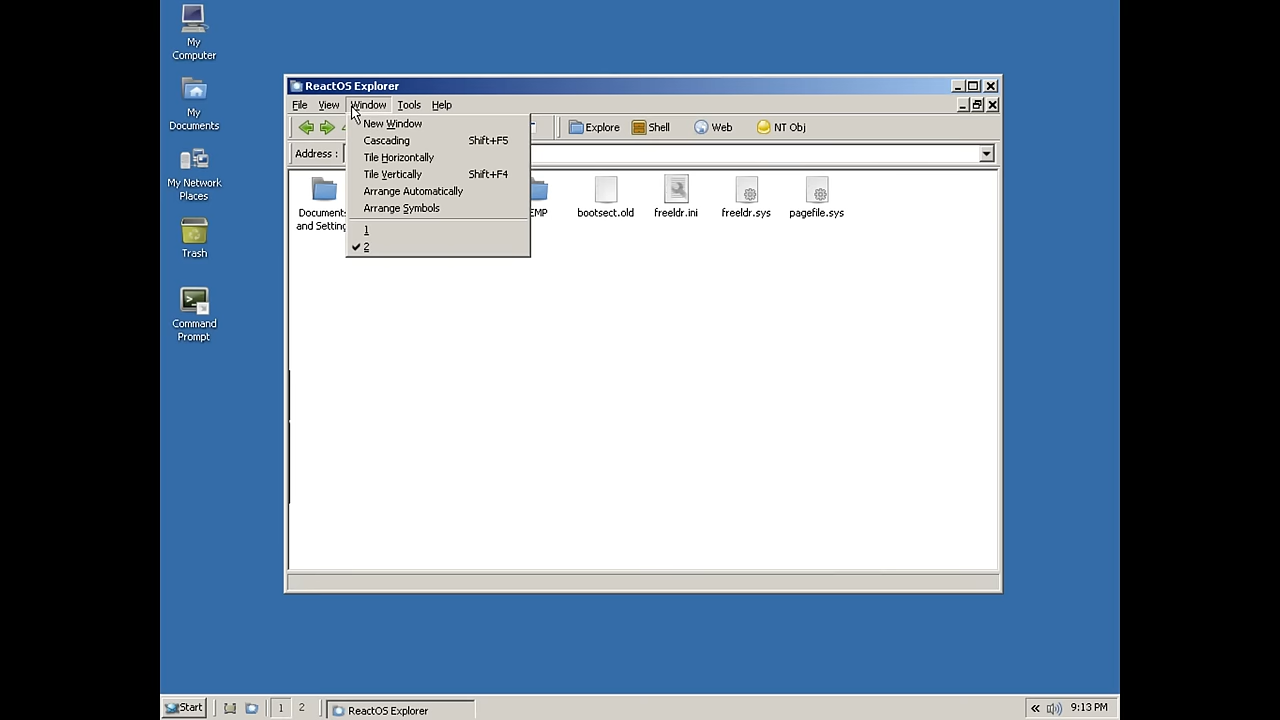 My
Computer
My
Documents
My Network
Places
Trash
Command
Prompt
ReactOS Explorer
File View Window Tools Help
New Window
Cascading Shift+F5
Tile Horizontally
Tile Vertically Shift+F4
Arrange Automatically
Arrange Symbols
1
2
Explore Shell Web NT Obj
Address :
Documents
and Setting
EMP
bootsect.old
freeldr.ini
freeldr.sys
pagefile.sys
Start 1 2 ReactOS Explorer « 9:13 PM